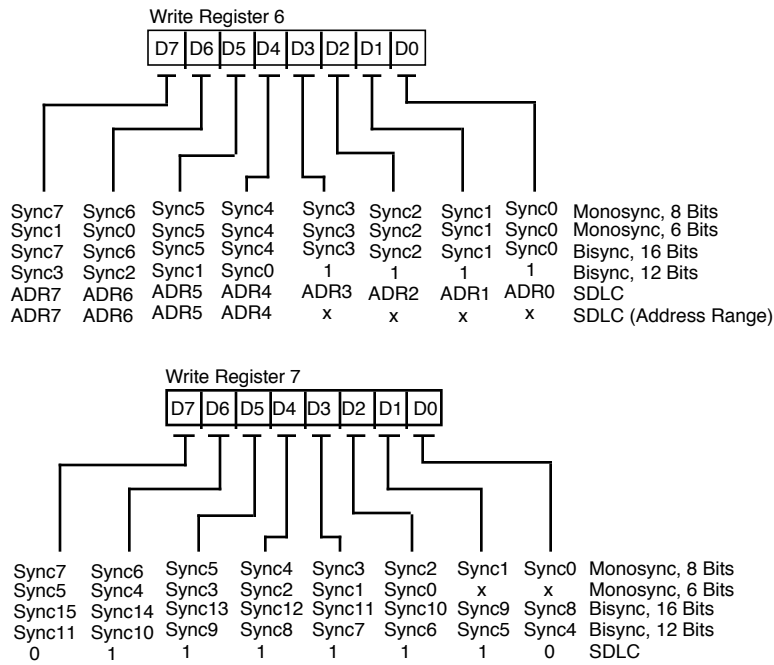 Write Register 6
D7 D6 D5 D4 D3 D2 D1 D0
Sync7 Sync6 Sync5 Sync4 Sync3 Sync2 Sync1 Sync0 Monosync, 8 Bits
Sync1 Sync0 Sync5 Sync4 Sync3 Sync2 Sync1 Sync0 Monosync, 6 Bits
Sync7 Sync6 Sync5 Sync4 Sync3 Sync2 Sync1 Sync0 Bisync, 16 Bits
Sync3 Sync2 Sync1 Sync0 1 1 1 1 Bisync, 12 Bits
ADR7 ADR6 ADR5 ADR4 ADR3 ADR2 ADR1 ADR0 SDLC
ADR7 ADR6 ADR5 ADR4 x x x x SDLC (Address Range)
Write Register 7
D7 D6 D5 D4 D3 D2 D1 D0
Sync7 Sync6 Sync5 Sync4 Sync3 Sync2 Sync1 Sync0 Monosync, 8 Bits
Sync5 Sync4 Sync3 Sync2 Sync1 Sync0 x x Monosync, 6 Bits
Sync15 Sync14 Sync13 Sync12 Sync11 Sync10 Sync9 Sync8 Bisync, 16 Bits
Sync11 Sync10 Sync9 Sync8 Sync7 Sync6 Sync5 Sync4 Bisync, 12 Bits
0 1 1 1 1 1 1 0 SDLC